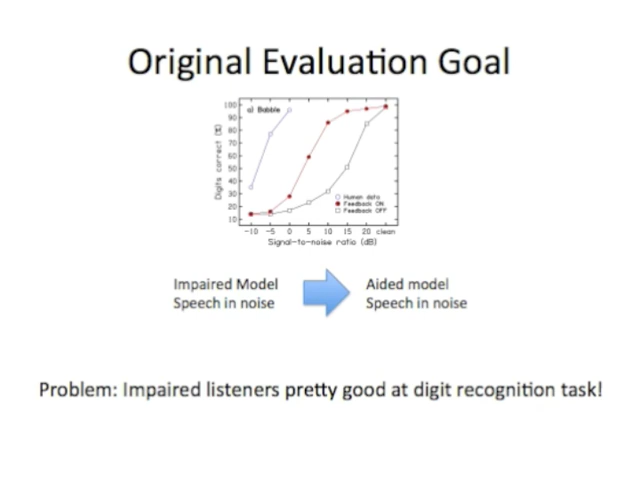 Original Evaluation Goal
100
90
80
70
60
50
40
30
20
10
Digits correct (%)
a) Babble
Human data
Feedback ON
Feedback OFF
-10 -5 0 5 10 15 20 clean
Signal-to-noise ratio (dB)
Impaired Model
Speech in noise
Aided model
Speech in noise
Problem: Impaired listeners pretty good at digit recognition task!